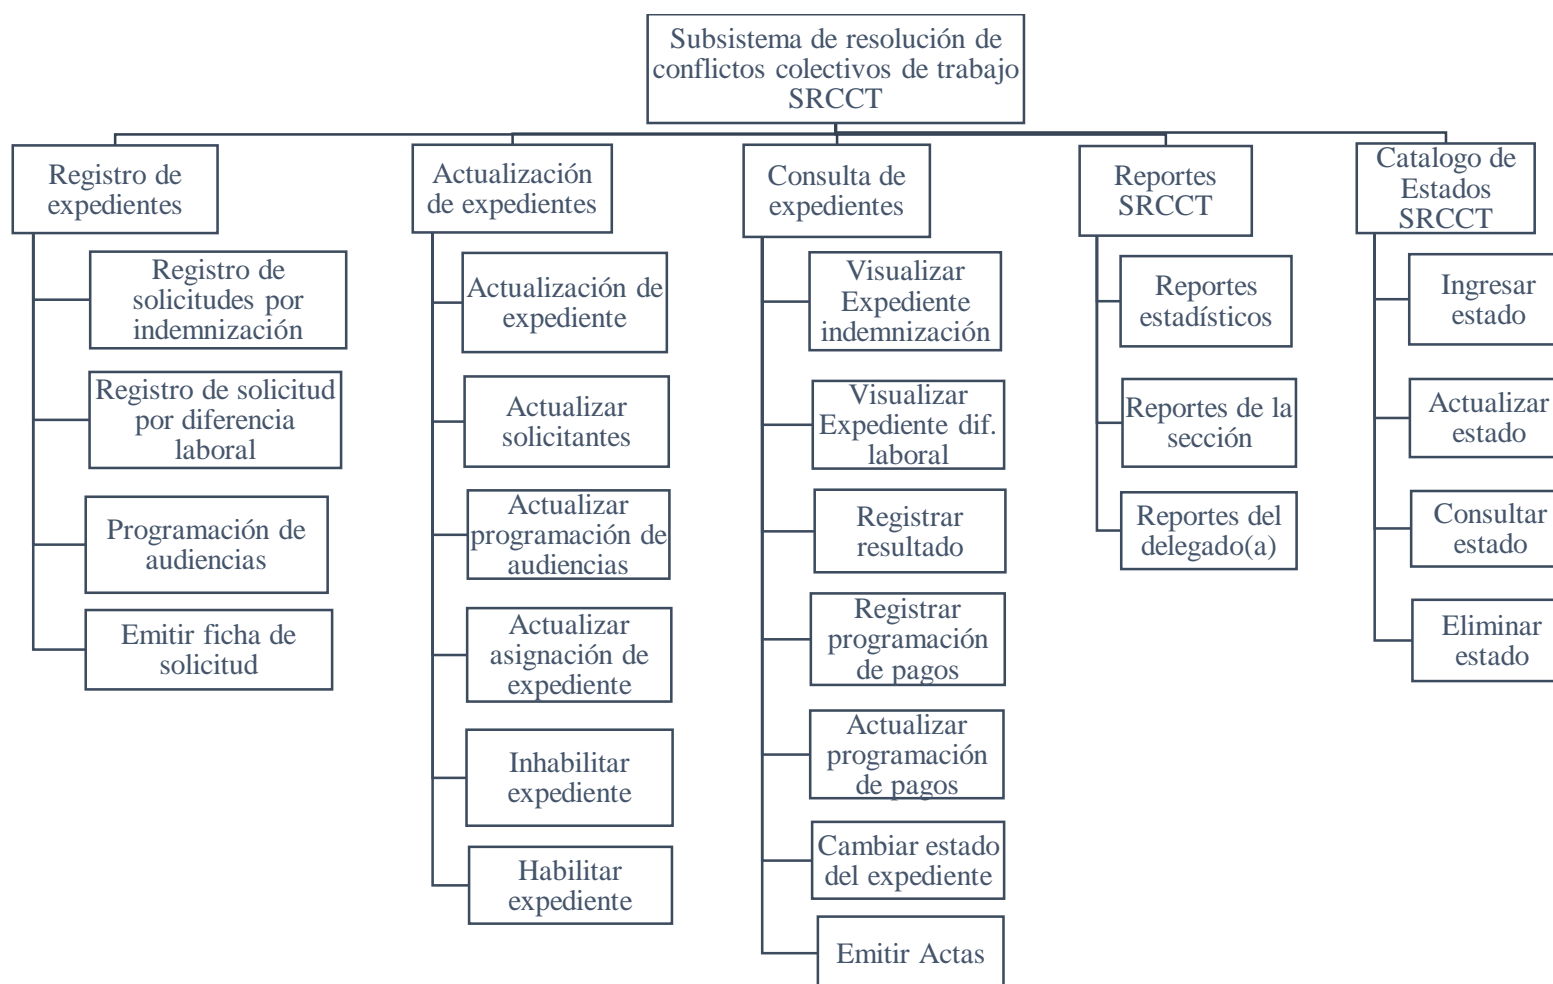 Subsistema de resolución de
conflictos colectivos de trabajo
SRCCT
Registro de
expedientes
Registro de
solicitudes por
indemnización
Registro de solicitud
por diferencia
laboral
Programación de
audiencias
Emitir ficha de
solicitud
Actualización
de expedientes
Actualización de
expediente
Actualizar
solicitantes
Actualizar
programación de
audiencias
Actualizar
asignación de
expediente
Inhabilitar
expediente
Habilitar
expediente
Consulta de
expedientes
Visualizar
Expediente
indemnización
Visualizar
Expediente dif.
laboral
Registrar
resultado
Registrar
programación
de pagos
Actualizar
programación
de pagos
Cambiar estado
del expediente
Emitir Actas
Reportes
SRCCT
Reportes
estadísticos
Reportes de la
sección
Reportes del
delegado(a)
Catalogo de
Estados
SRCCT
Ingresar
estado
Actualizar
estado
Consultar
estado
Eliminar
estado